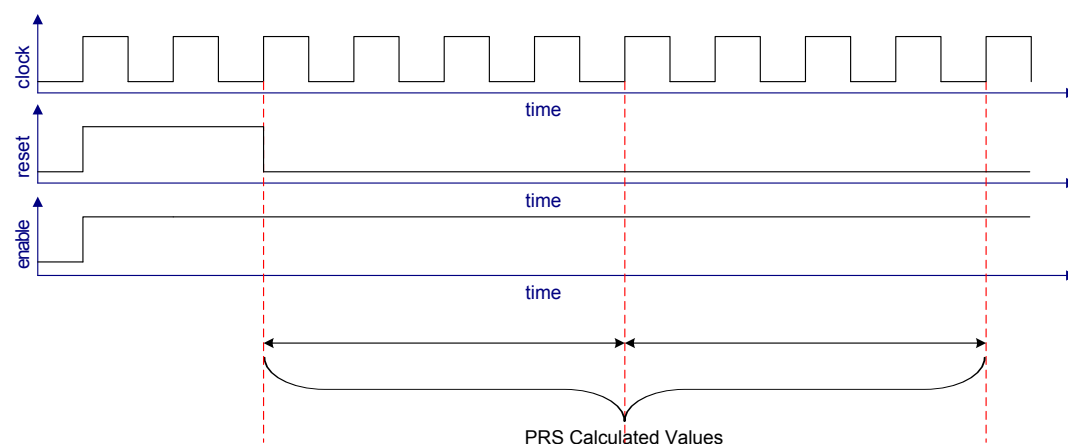 clock
time
reset
time
enable
time
PRS Calculated Values